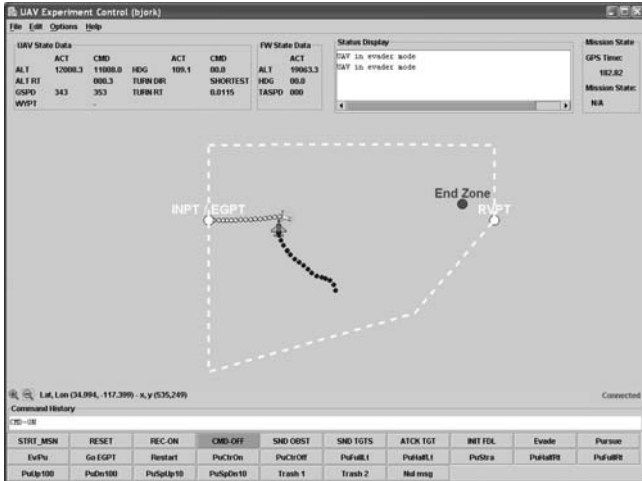 UAV Experiment Control (bjork)
File Edit Options Help
UAV State Data
ACT CMD ACT CMD
ALT 12000.3 11000.0 HDG 109.1 00.0
ALT RT 000.3 TURN DIR SHORTEST
GSPD 343 353 TURN RT 0.0115
WYPT - -
FW State Data
ACT
ALT 19063.3
HDG 00.0
TASPD 000
Status Display
UAV in evader mode
UAV in evader mode
Mission State
GPS Time:
182.82
Mission State:
N/A
INPT / EGPT
End Zone
RVPT
Lat, Lon (34.994, -117.399) - x, y (535,249)
Connected
Command History
CMD-ON
STRT_MSN RESET REC-ON CMD-OFF SND OBST SND TGTS ATCK TGT INIT FDL Evade Pursue
Ev/Pu Go EGPT Restart PuCtrOn PuCtrOff PuFullLt PuHalfLt PuStra PuHalfRt PuFullRt
PuUp100 PuDn100 PuSpUp10 PuSpDn10 Trash 1 Trash 2 Nul msg